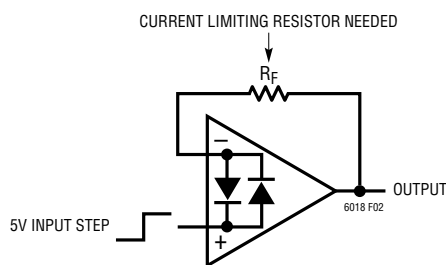 CURRENT LIMITING RESISTOR NEEDED
RF
−
OUTPUT
6018 F02
5V INPUT STEP
+